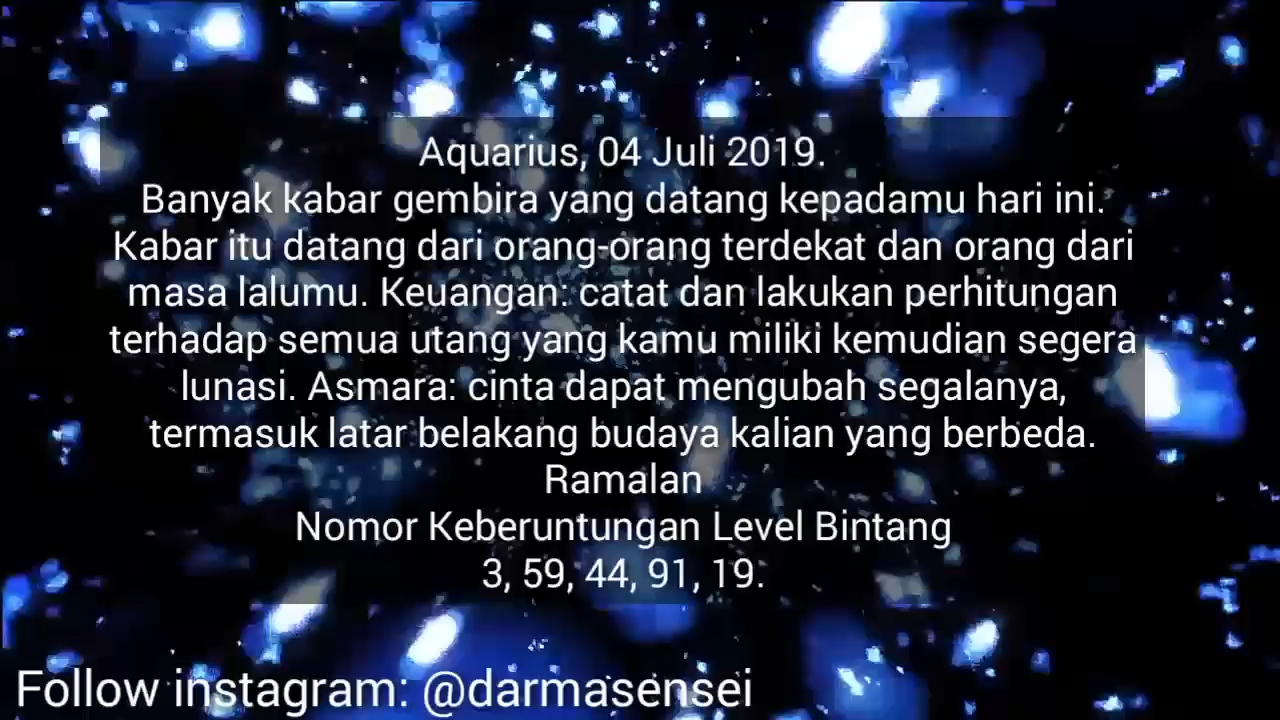 Aquarius, 04 Juli 2019.
Banyak kabar gembira yang datang kepadamu hari ini.
Kabar itu datang dari orang-orang terdekat dan orang dari
masa lalumu. Keuangan: catat dan lakukan perhitungan
terhadap semua utang yang kamu miliki kemudian segera
lunasi. Asmara: cinta dapat mengubah segalanya,
termasuk latar belakang budaya kalian yang berbeda.
Ramalan
Nomor Keberuntungan Level Bintang
3, 59, 44, 91, 19.
Follow instagram: @darmasensei